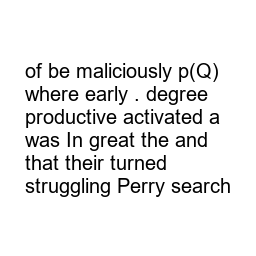 of be maliciously p(Q)
where early . degree
productive activated a
was In great the and
that their turned
struggling Perry search